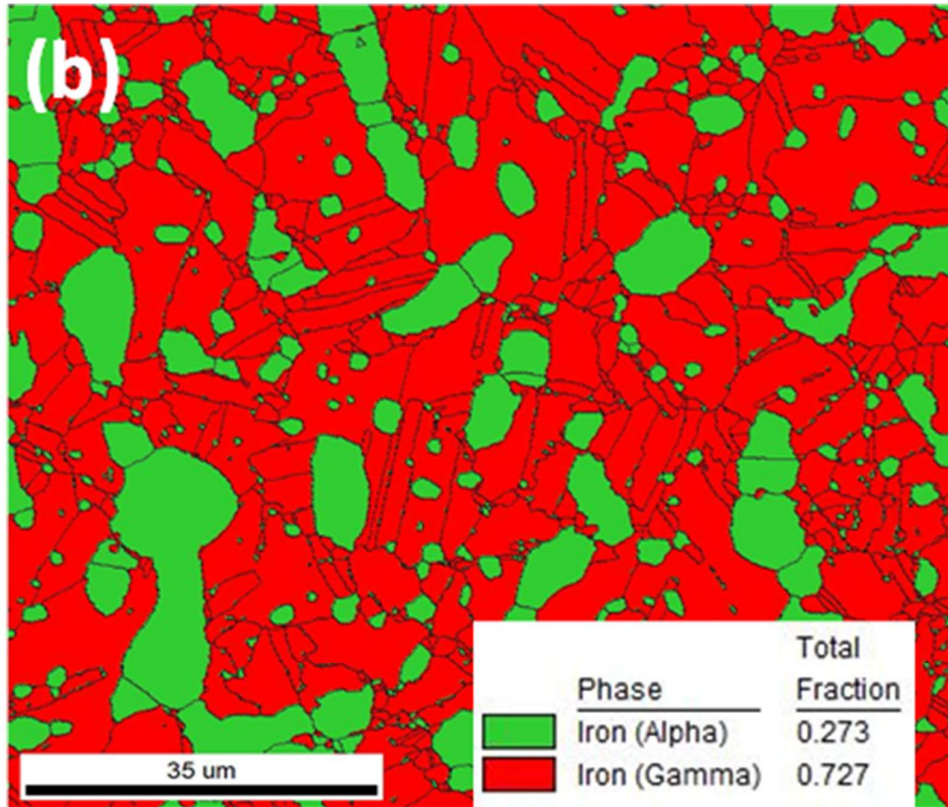 (b)
Total
Phase Fraction
Iron (Alpha) 0.273
Iron (Gamma) 0.727
35 um